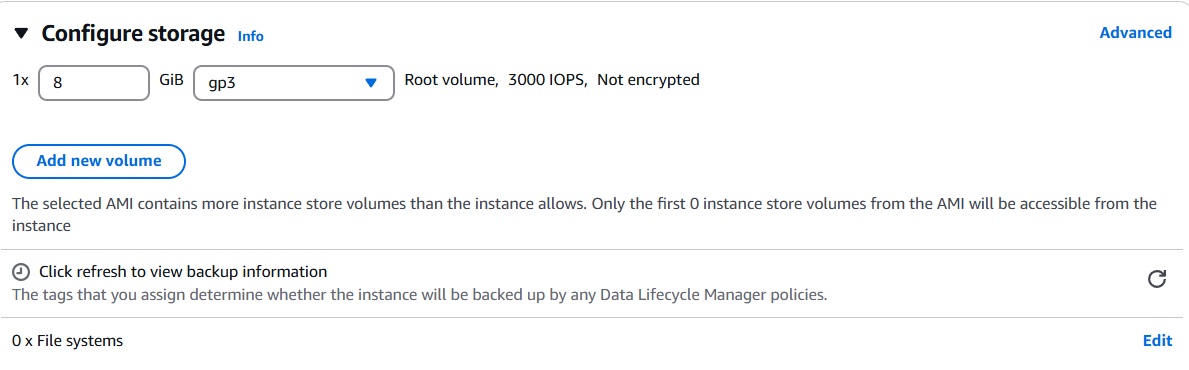 Configure storage Info Advanced
1x 8 GiB gp3 Root volume, 3000 IOPS, Not encrypted
Add new volume
The selected AMI contains more instance store volumes than the instance allows. Only the first 0 instance store volumes from the AMI will be accessible from the
instance
Click refresh to view backup information
The tags that you assign determine whether the instance will be backed up by any Data Lifecycle Manager policies.
0 x File systems Edit